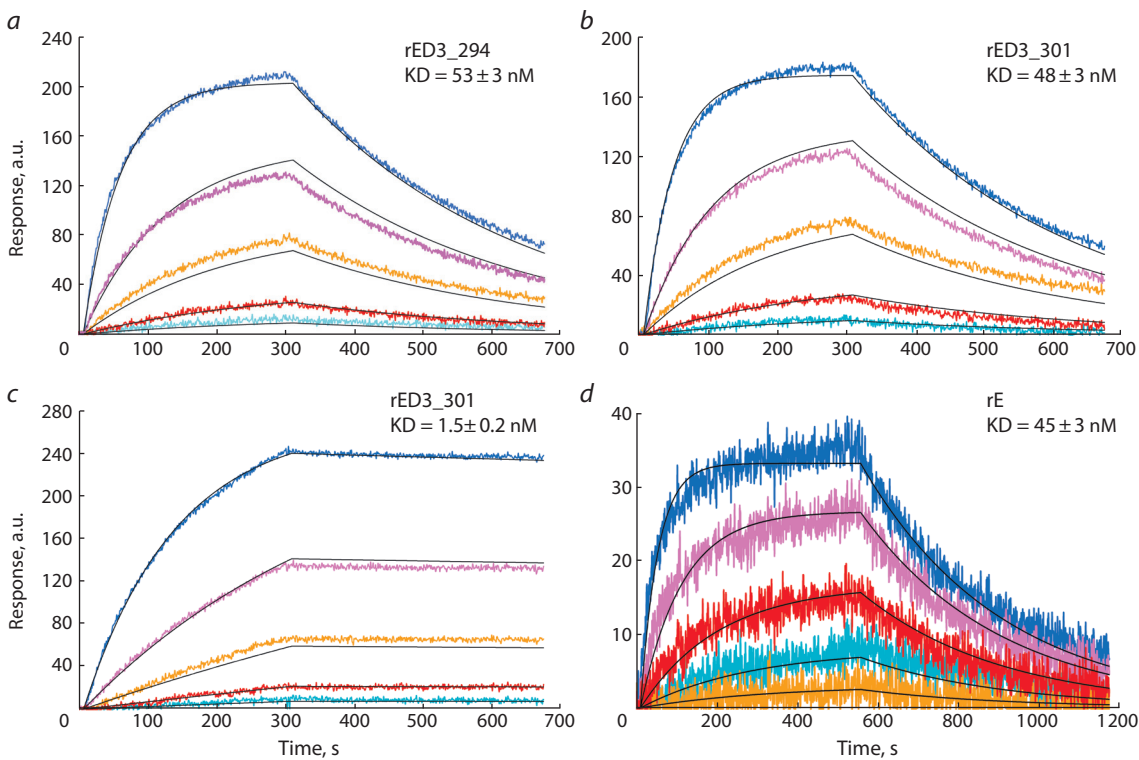 a
rED3_294
KD = 53 ± 3 nM
240
200
160
120
80
40
0 100 200 300 400 500 600 700
Response, a.u.
b
rED3_301
KD = 48 ± 3 nM
200
160
120
80
40
0 100 200 300 400 500 600 700
c
rED3_301
KD = 1.5 ± 0.2 nM
280
240
200
160
120
80
40
0 100 200 300 400 500 600 700
Response, a.u.
Time, s
d
rE
KD = 45 ± 3 nM
40
30
20
10
0 200 400 600 800 1000 1200
Time, s